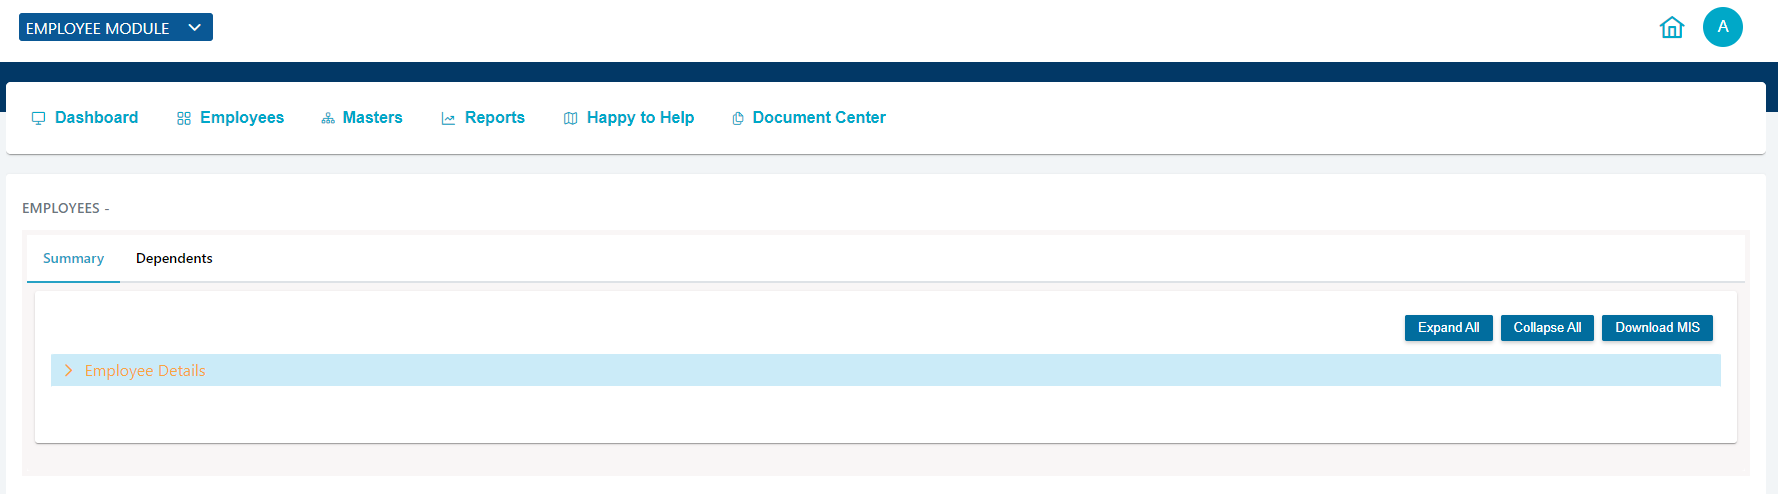 EMPLOYEE MODULE
A
Dashboard Employees Masters Reports Happy to Help Document Center
EMPLOYEES -
Summary Dependents
Expand All Collapse All Download MIS
Employee Details